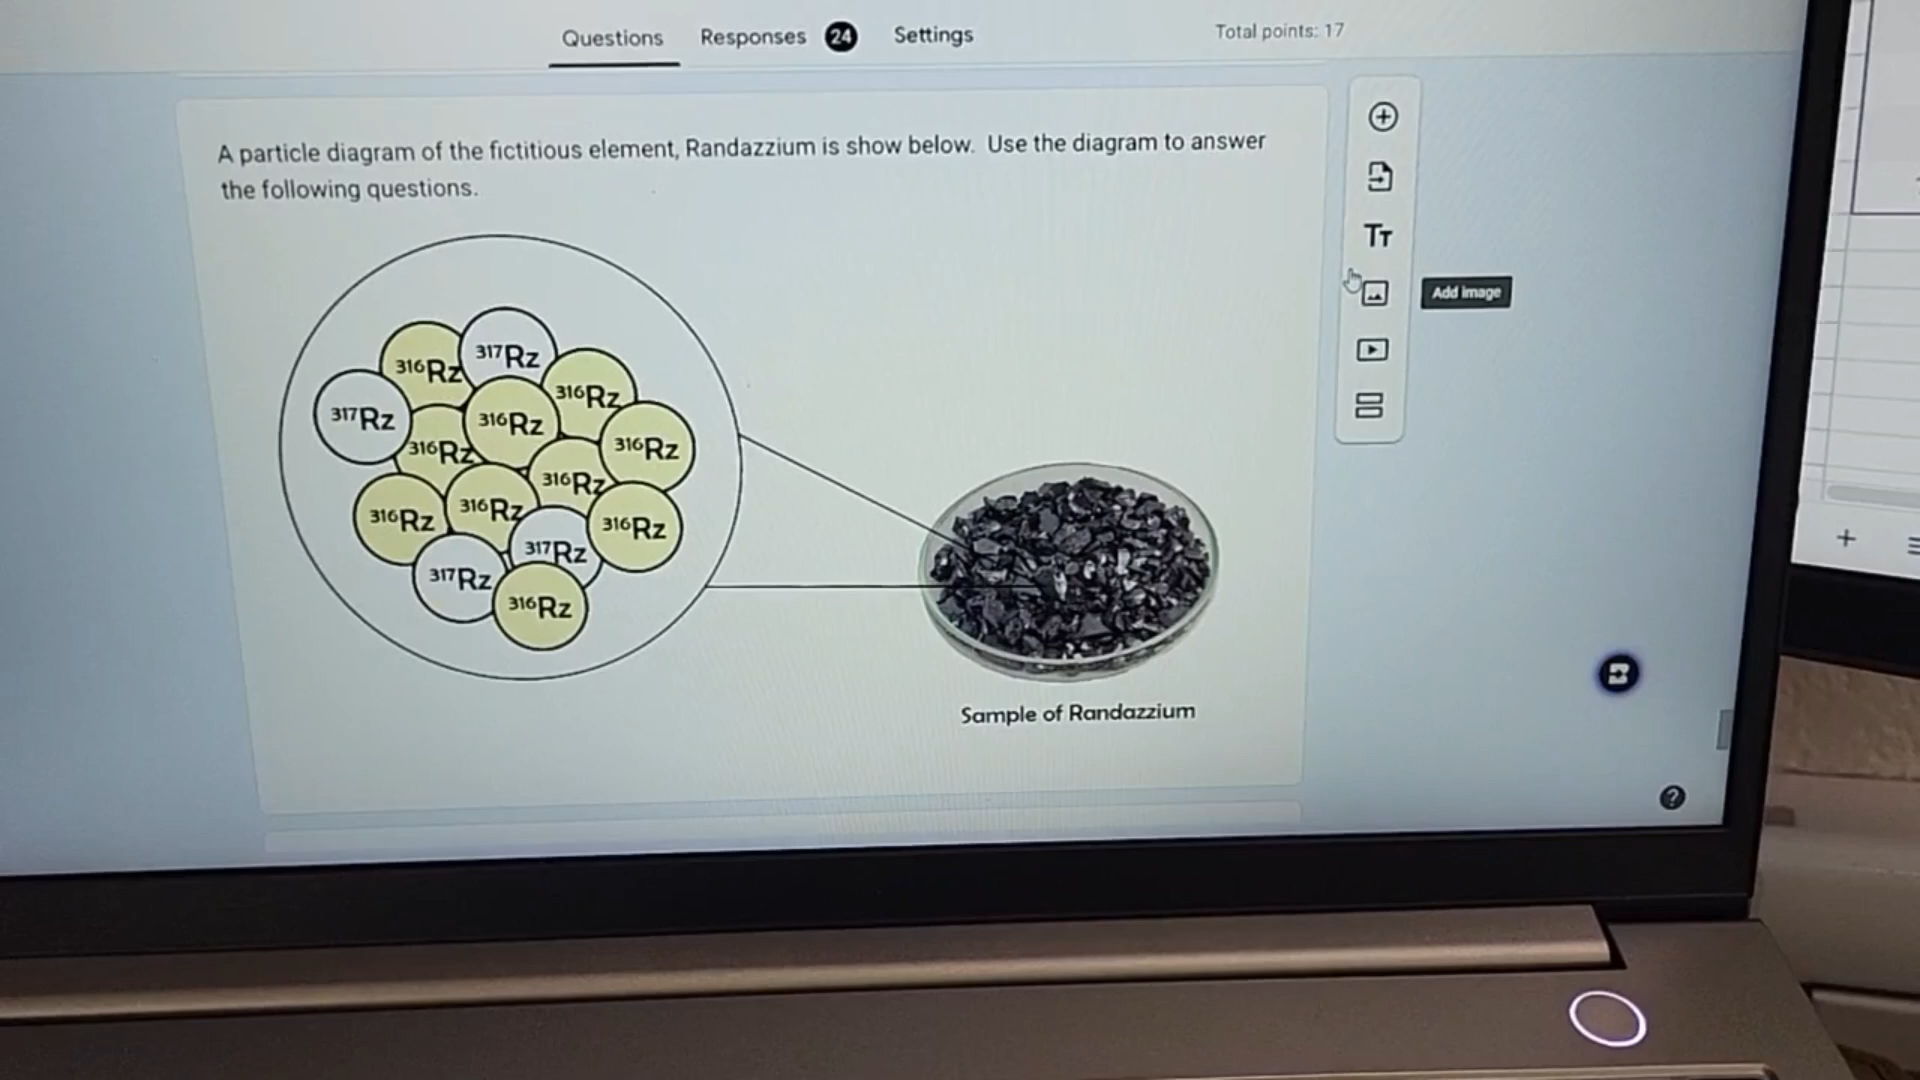 Questions Responses 24 Settings Total points: 17
A particle diagram of the fictitious element, Randazzium is show below. Use the diagram to answer
the following questions.
TT
Add image
317Rz
316Rz
316Rz
317Rz
316Rz
316Rz
316Rz
316Rz
316Rz
316Rz
316Rz
317Rz
317Rz
316Rz
Sample of Randazzium